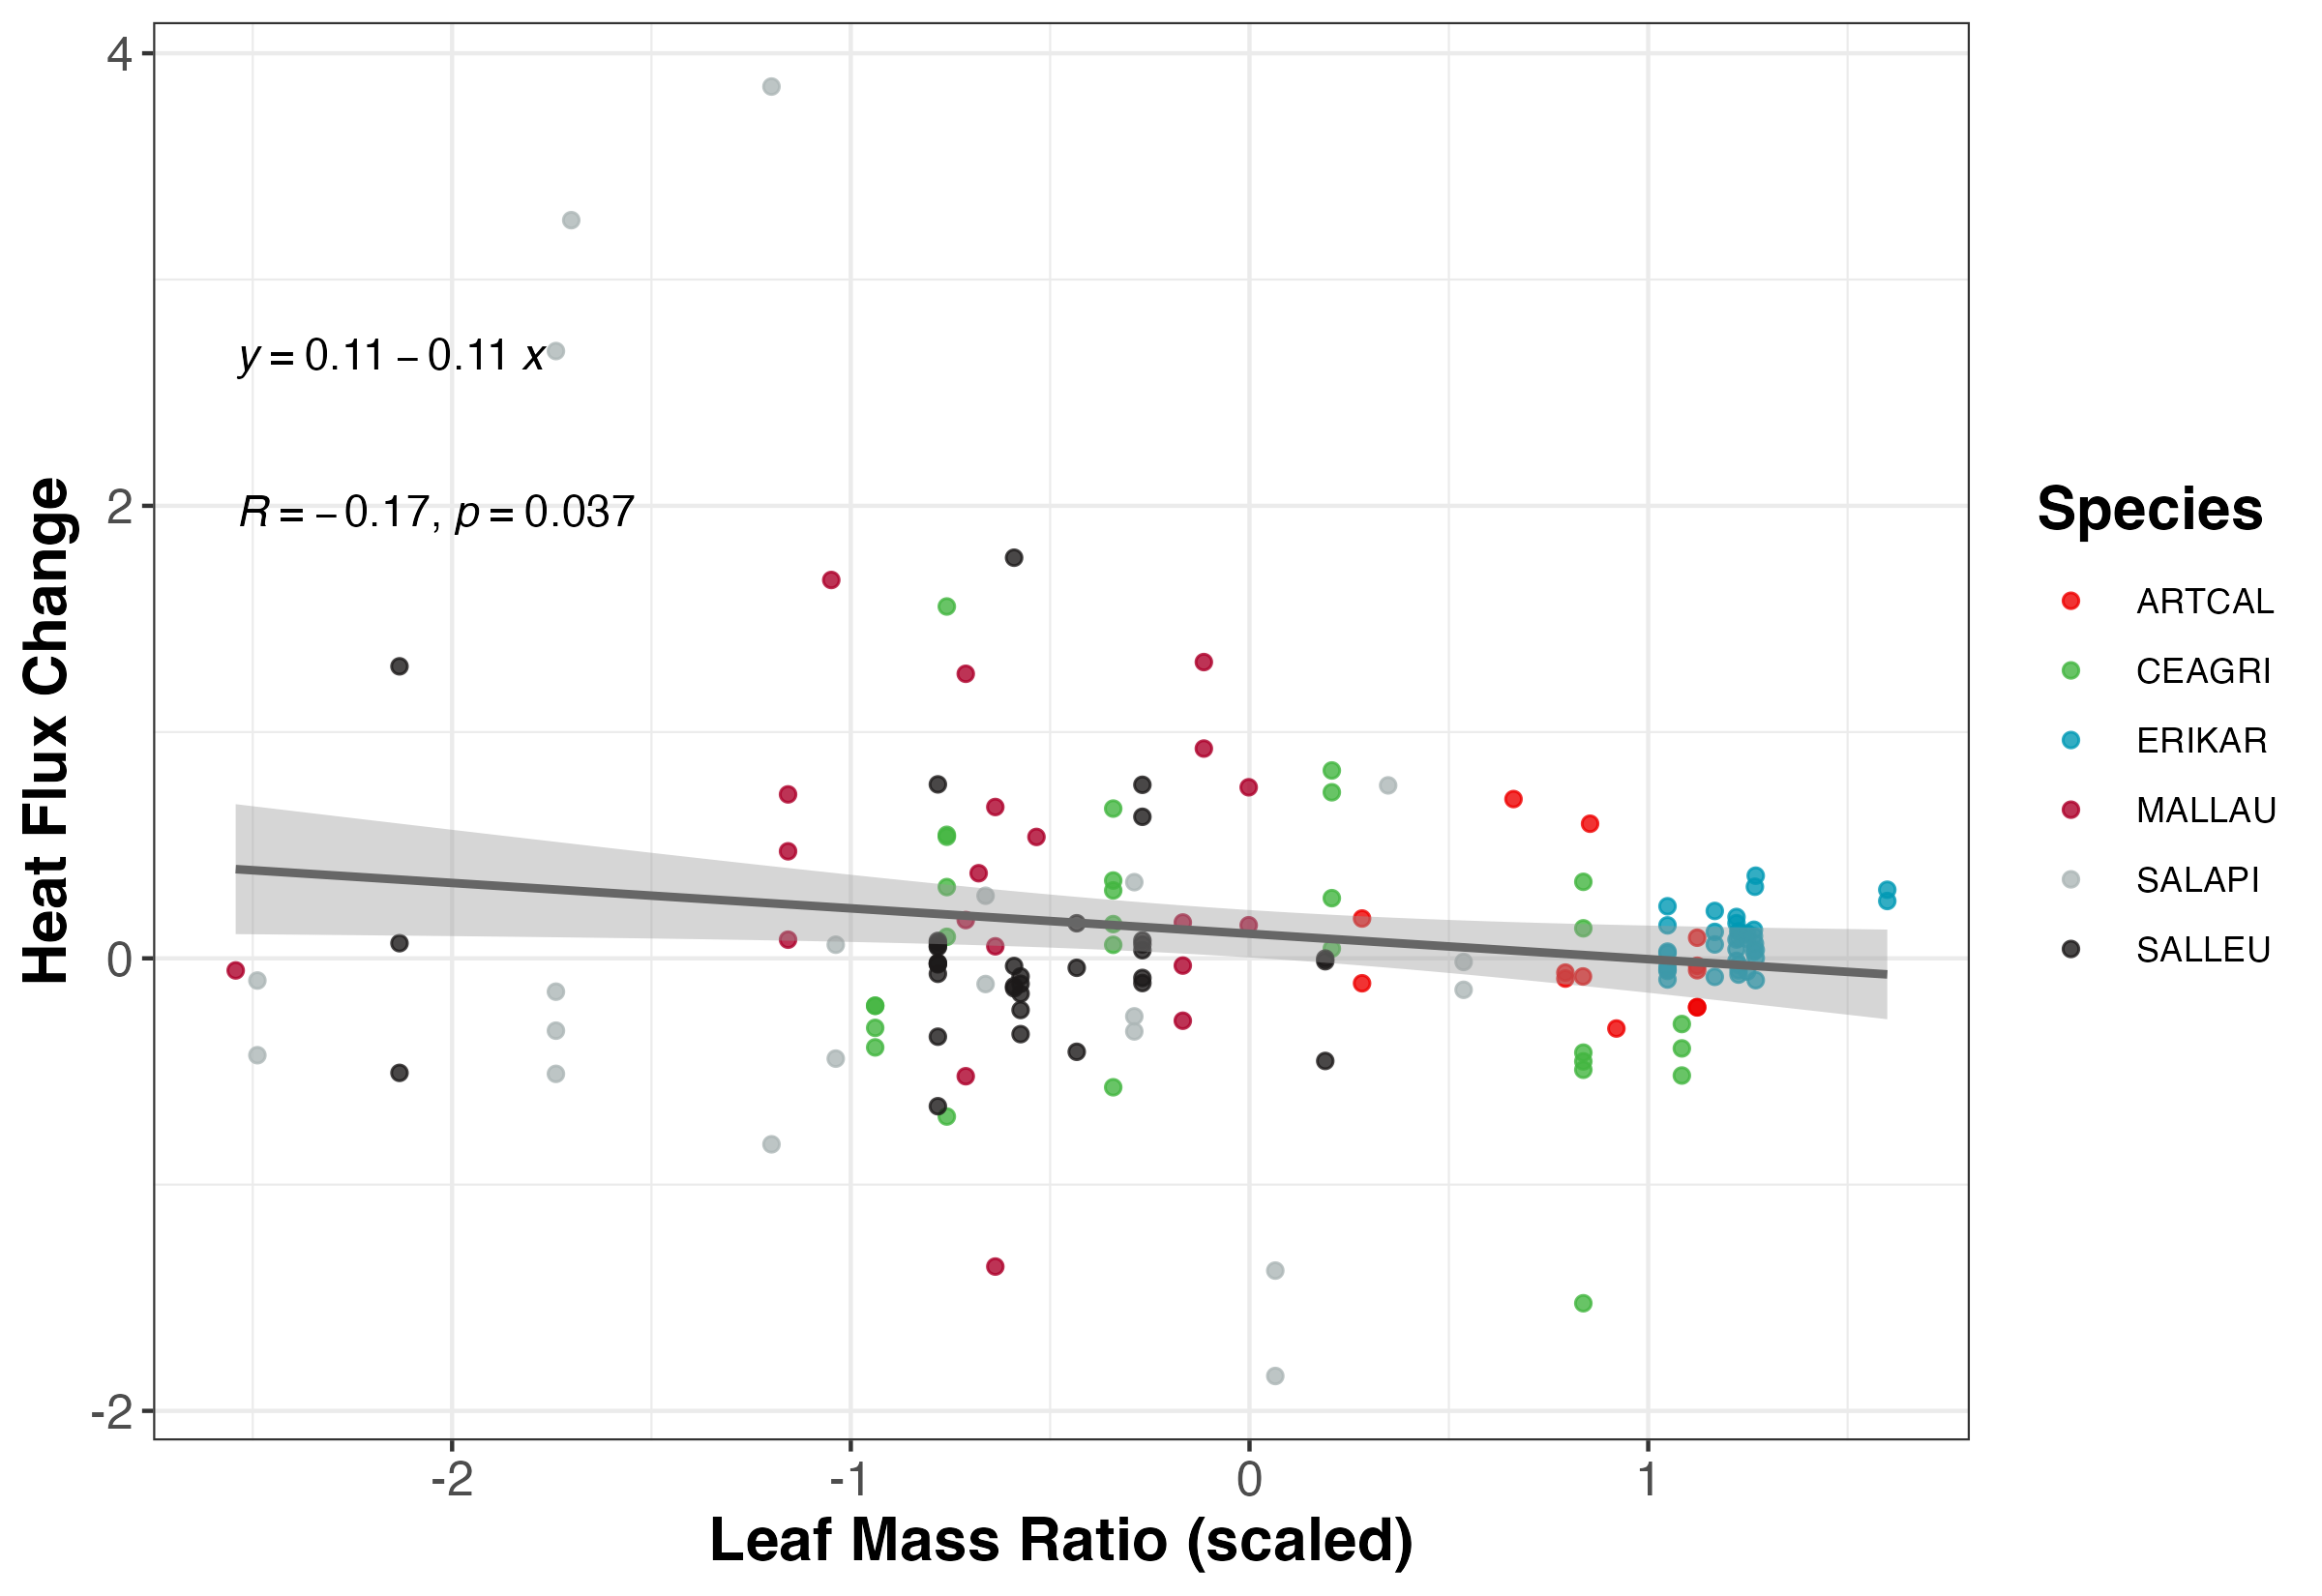 4
2
0
-2
Heat Flux Change
y = 0.11 − 0.11 x
R = −0.17, p = 0.037
-2 -1 0 1
Leaf Mass Ratio (scaled)
Species
ARTCAL
CEAGRI
ERIKAR
MALLAU
SALAPI
SALLEU